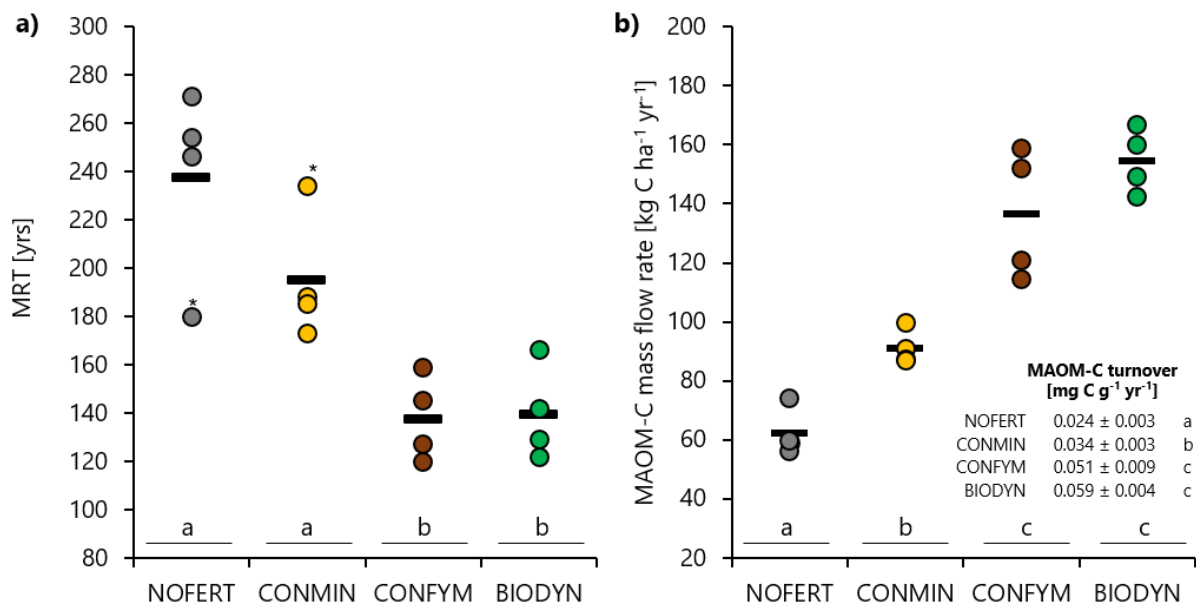 a)
MRT [yrs]
300
280
260
240
220
200
180
160
140
120
100
80
*
*
a
a
b
b
NOFERT
CONMIN
CONFYM
BIODYN
b)
MAOM-C mass flow rate [kg C ha⁻¹ yr⁻¹]
200
180
160
140
120
100
80
60
40
20
MAOM-C turnover
[mg C g⁻¹ yr⁻¹]
NOFERT 0.024 ± 0.003 a
CONMIN 0.034 ± 0.003 b
CONFYM 0.051 ± 0.009 c
BIODYN 0.059 ± 0.004 c
a
b
c
c
NOFERT
CONMIN
CONFYM
BIODYN